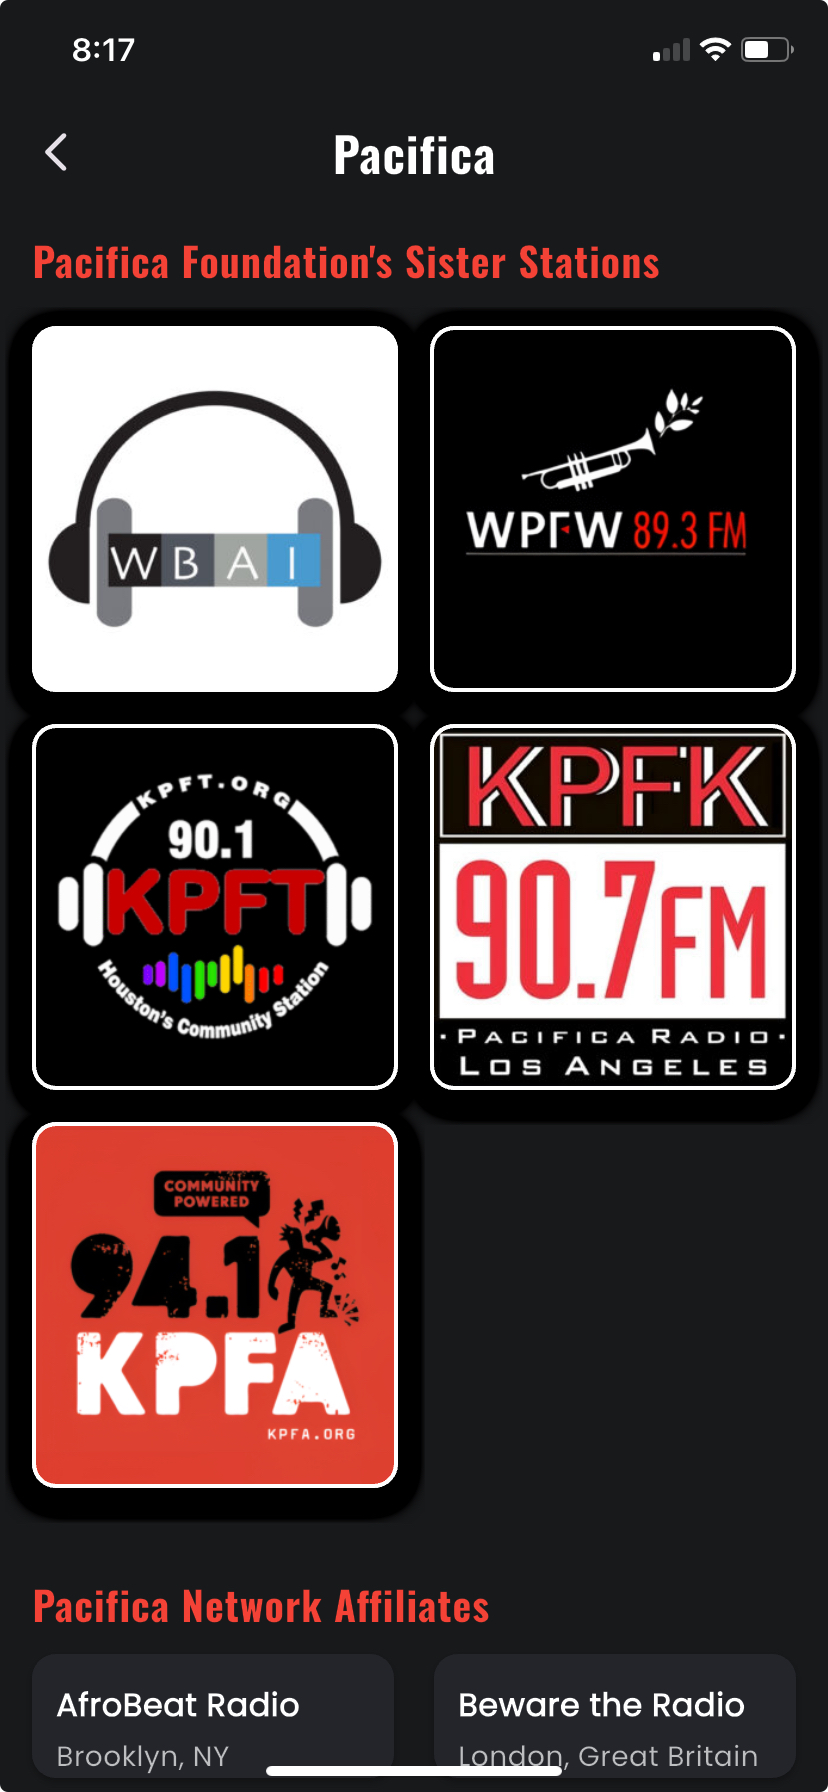 8:17
Pacifica
Pacifica Foundation's Sister Stations
WBAI
WPFW 89.3 FM
KPFT.ORG
90.1
KPFT
Houston's Community Station
KPFK
90.7FM
· PACIFICA RADIO ·
LOS ANGELES
COMMUNITY
POWERED
94.1
KPFA
KPFA.ORG
Pacifica Network Affiliates
AfroBeat Radio
Brooklyn, NY
Beware the Radio
London, Great Britain